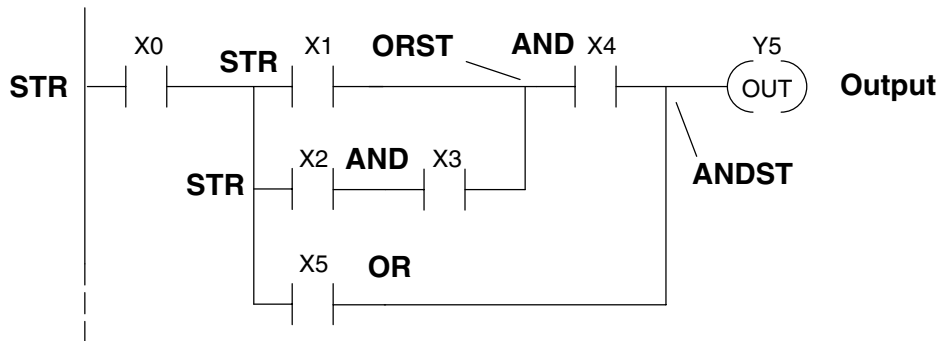 X0
STR
X1
ORST
AND
X4
Y5
STR
OUT
Output
X2
AND
X3
STR
ANDST
X5
OR